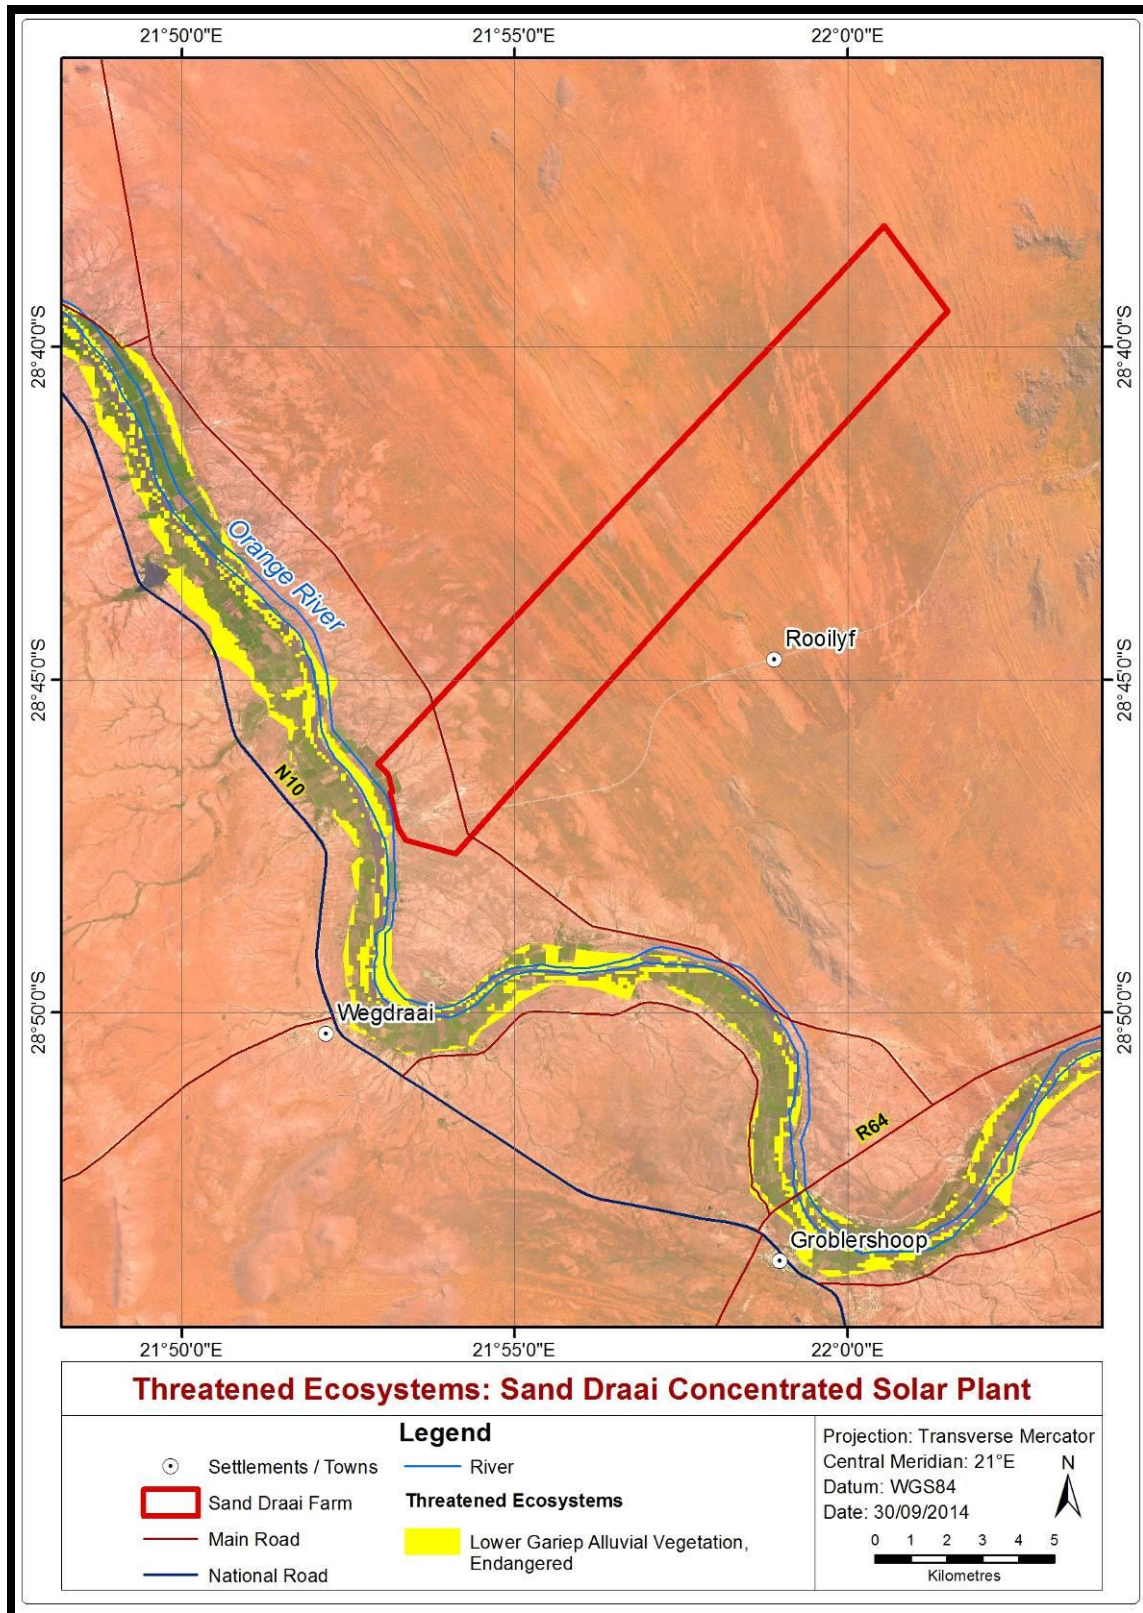 21°50'0"E 21°55'0"E 22°0'0"E
28°40'0"S 28°40'0"S
Orange River
Rooilyf
28°45'0"S 28°45'0"S
N10
28°50'0"S 28°50'0"S
Wegdraai
R64
Groblershoop
21°50'0"E 21°55'0"E 22°0'0"E
Threatened Ecosystems: Sand Draai Concentrated Solar Plant
Legend
Settlements / Towns
Sand Draai Farm
Main Road
National Road
River
Threatened Ecosystems
Lower Gariep Alluvial Vegetation,
Endangered
Projection: Transverse Mercator
Central Meridian: 21°E
Datum: WGS84
Date: 30/09/2014
N
0 1 2 3 4 5
Kilometres